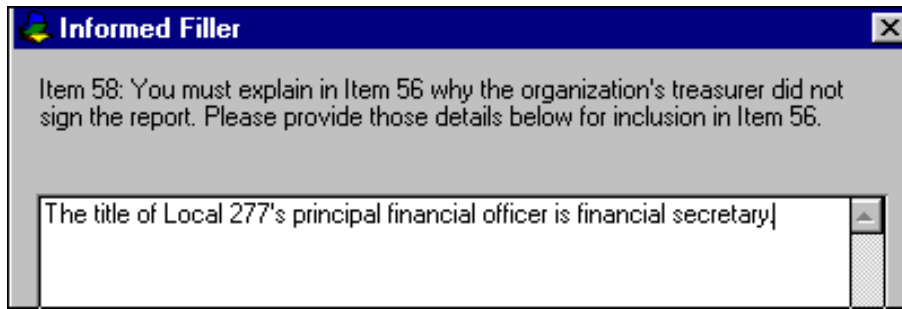 Informed Filler
Item 58: You must explain in Item 56 why the organization's treasurer did not
sign the report. Please provide those details below for inclusion in Item 56.
The title of Local 277's principal financial officer is financial secretary.